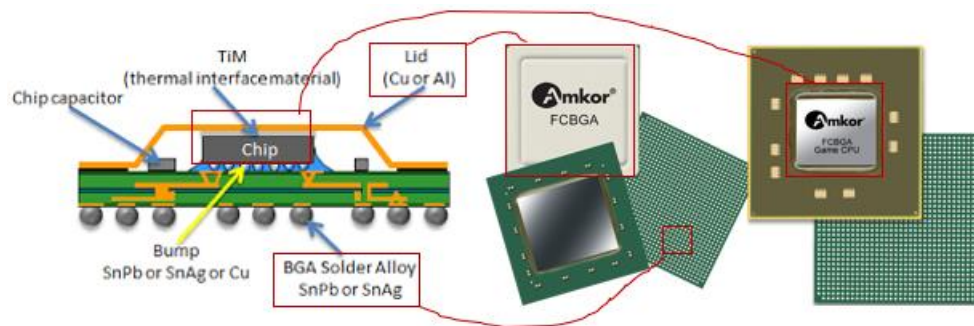 TiM
(thermal interface material)
Lid
(Cu or Al)
Chip capacitor
Chip
Bump
SnPb or SnAg or Cu
BGA Solder Alloy
SnPb or SnAg
Amkor®
FCBGA
Amkor®
FCBGA
Game CPU